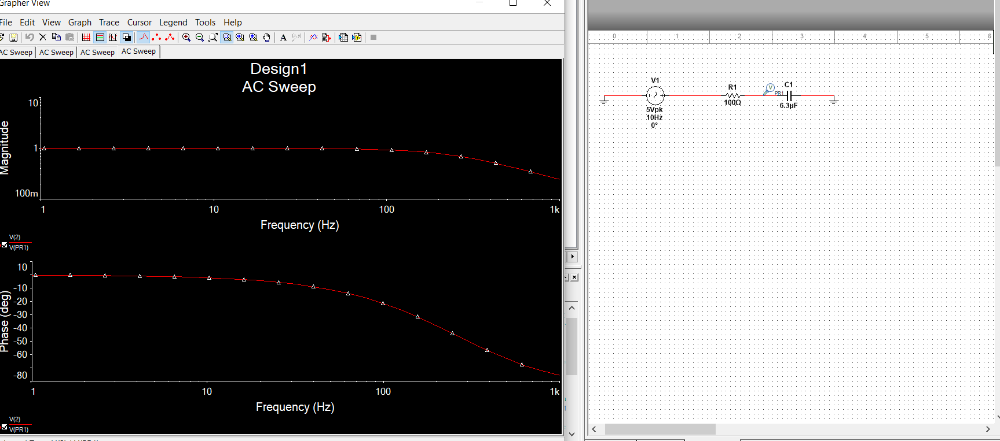 Grapher View
File Edit View Graph Trace Cursor Legend Tools Help
AC Sweep AC Sweep AC Sweep AC Sweep
Design1
AC Sweep
10
1
100m
Magnitude
1 10 100 1k
Frequency (Hz)
V(2)
V(PR1)
10
-10
-20
-30
-40
-50
-60
-80
Phase (deg)
1 10 100 1k
Frequency (Hz)
V(2)
V(PR1)
0 1 2 3 4 5 6
V1
5Vpk
10Hz
0°
R1
100Ω
V
PR1
C1
6.3µF